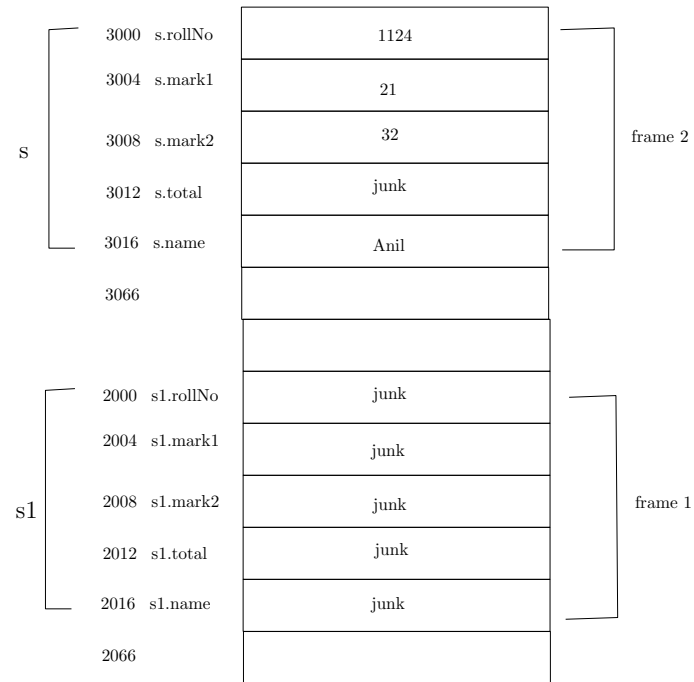 3000 s.rollNo 1124
3004 s.mark1 21
3008 s.mark2 32
frame 2
s
3012 s.total junk
3016 s.name Anil
3066
2000 s1.rollNo junk
2004 s1.mark1 junk
2008 s1.mark2 junk
frame 1
s1
2012 s1.total junk
2016 s1.name junk
2066